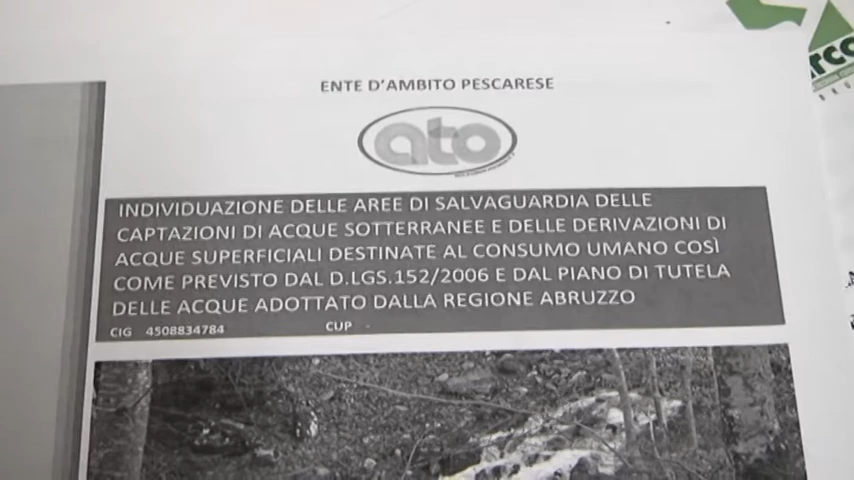 ENTE D'AMBITO PESCARESE
ato
INDIVIDUAZIONE DELLE AREE DI SALVAGUARDIA DELLE
CAPTAZIONI DI ACQUE SOTTERRANEE E DELLE DERIVAZIONI DI
ACQUE SUPERFICIALI DESTINATE AL CONSUMO UMANO COSÌ
COME PREVISTO DAL D.LGS.152/2006 E DAL PIANO DI TUTELA
DELLE ACQUE ADOTTATO DALLA REGIONE ABRUZZO
CIG 4508834784 CUP -